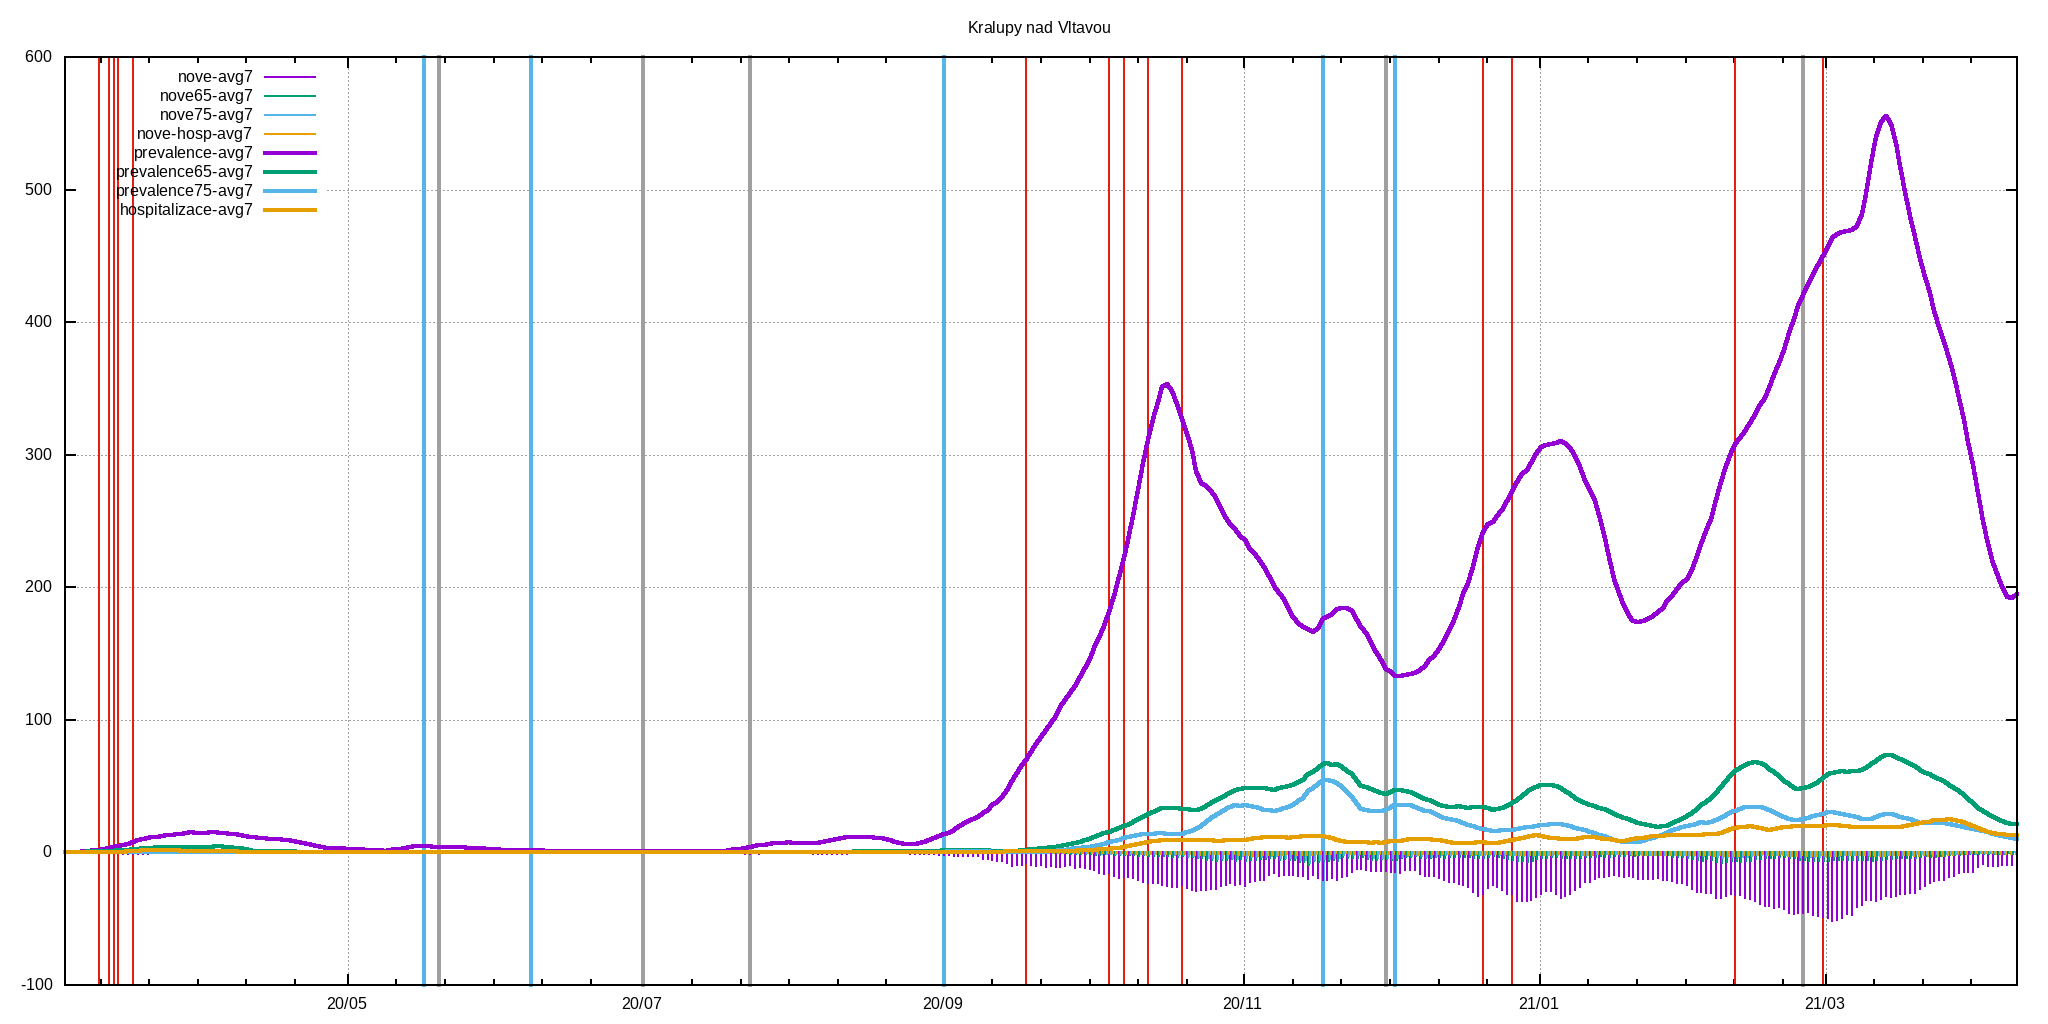 Kralupy nad Vltavou
600
500
400
300
200
100
0
-100
nove-avg7
nove65-avg7
nove75-avg7
nove-hosp-avg7
prevalence-avg7
prevalence65-avg7
prevalence75-avg7
hospitalizace-avg7
20/05
20/07
20/09
20/11
21/01
21/03